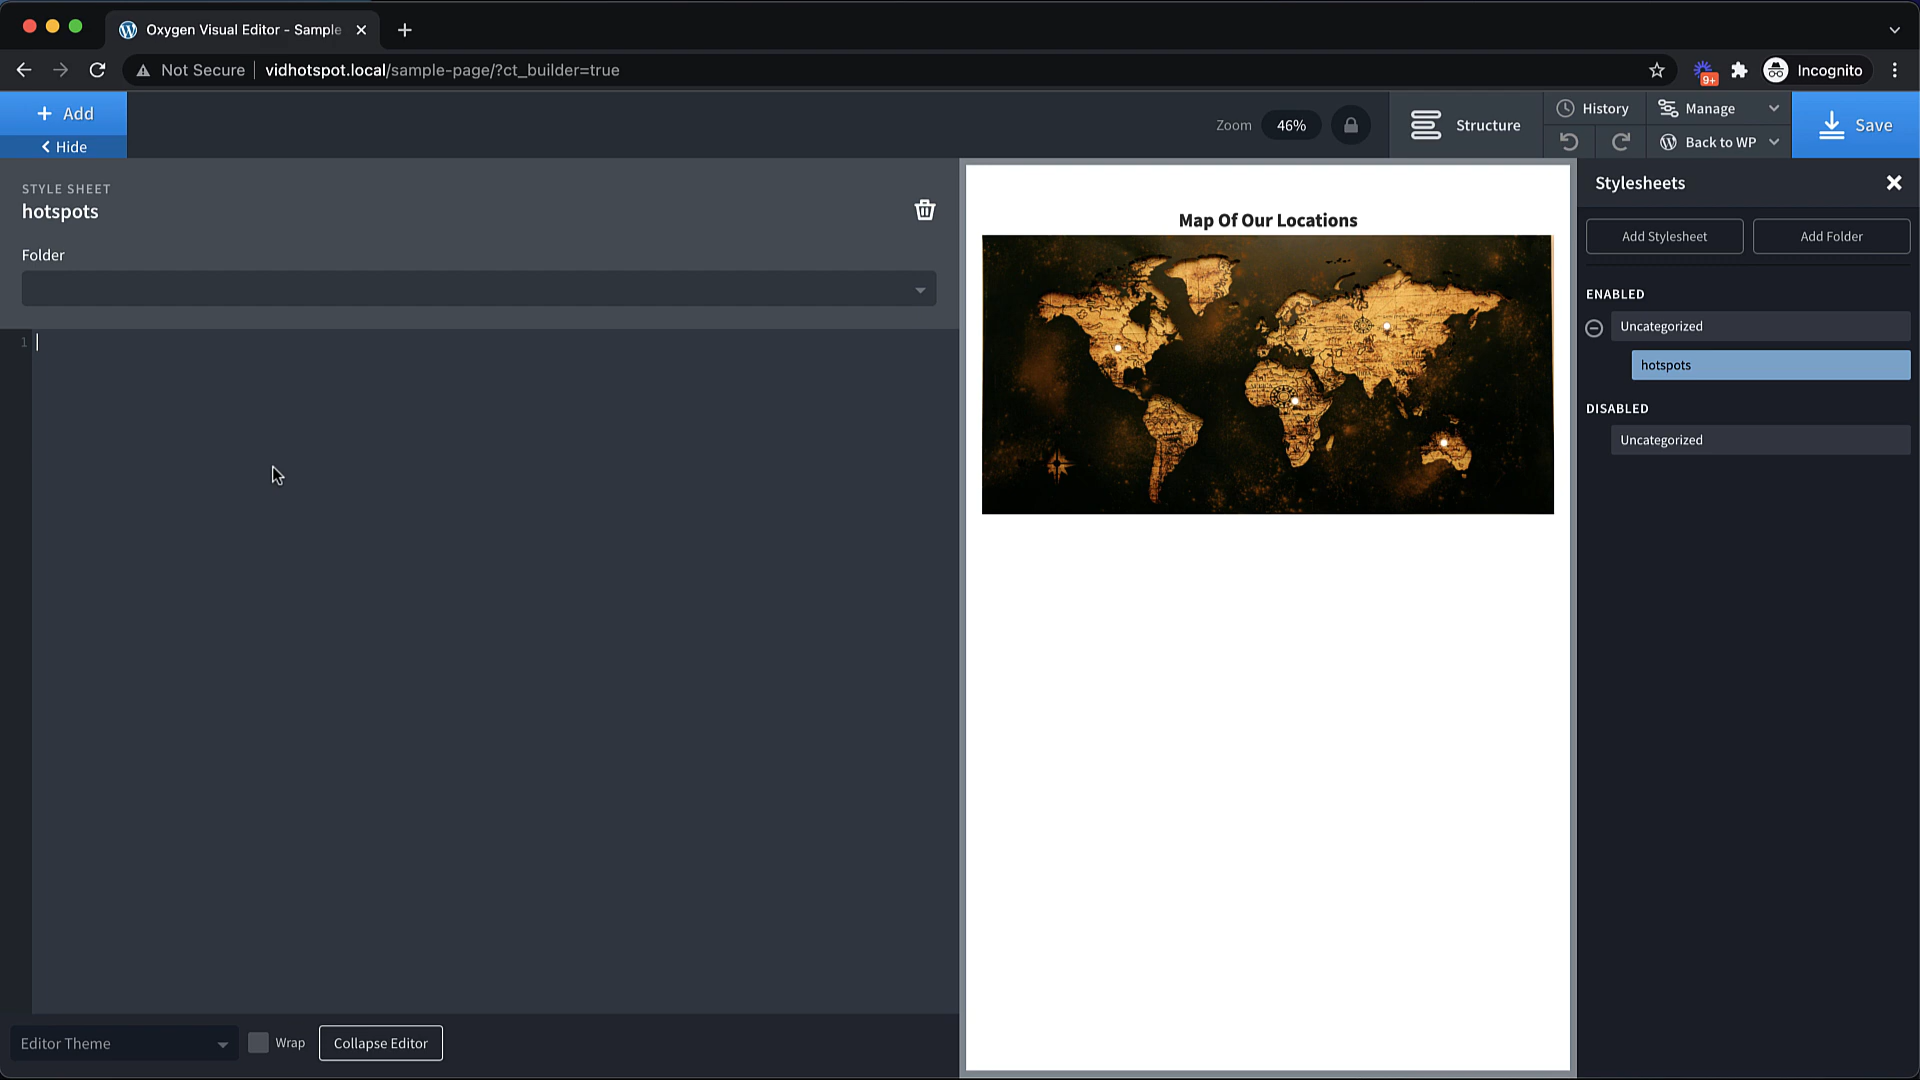 Oxygen Visual Editor - Sample
Not Secure
vidhotspot.local/sample-page/?ct_builder=true
9+
Incognito
Add
Hide
Zoom
46%
Structure
History
Manage
Back to WP
Save
STYLE SHEET
hotspots
Folder
1
Map Of Our Locations
Stylesheets
Add Stylesheet
Add Folder
ENABLED
Uncategorized
hotspots
DISABLED
Uncategorized
Editor Theme
Wrap
Collapse Editor